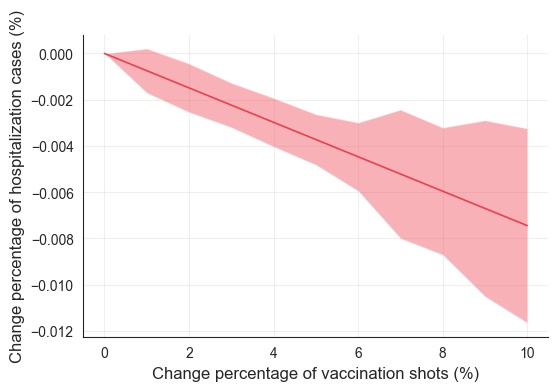 Change percentage of hospitalization cases (%)
0.000
−0.002
−0.004
−0.006
−0.008
−0.010
−0.012
0 2 4 6 8 10
Change percentage of vaccination shots (%)